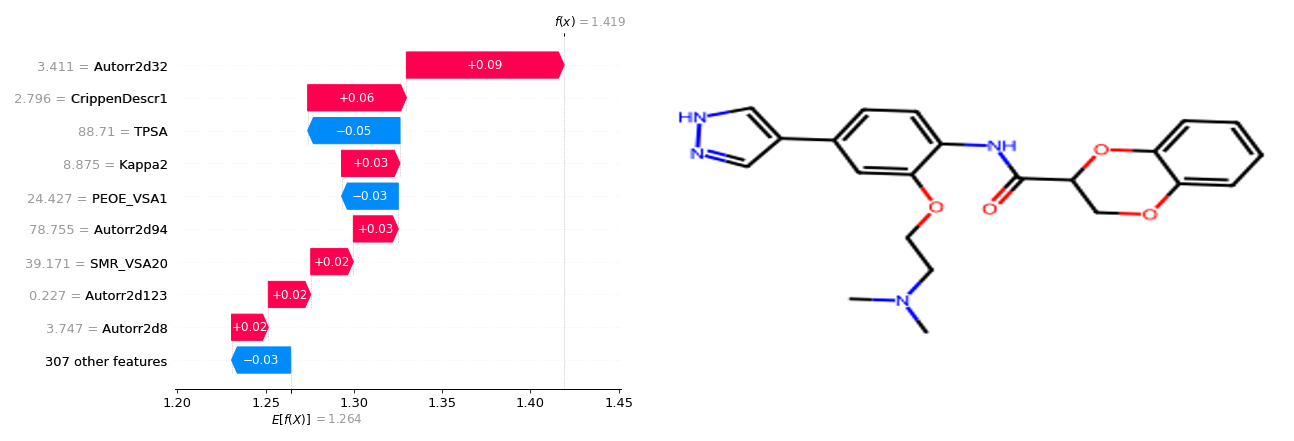 f(x) = 1.419
3.411 = Autorr2d32
+0.09
2.796 = CrippenDescr1
+0.06
88.71 = TPSA
−0.05
8.875 = Kappa2
+0.03
24.427 = PEOE_VSA1
−0.03
78.755 = Autorr2d94
+0.03
39.171 = SMR_VSA20
+0.02
0.227 = Autorr2d123
+0.02
3.747 = Autorr2d8
+0.02
307 other features
−0.03
1.20 1.25 1.30 1.35 1.40 1.45
E[f(X)] = 1.264
HN
N
NH
O
O
O
O
N